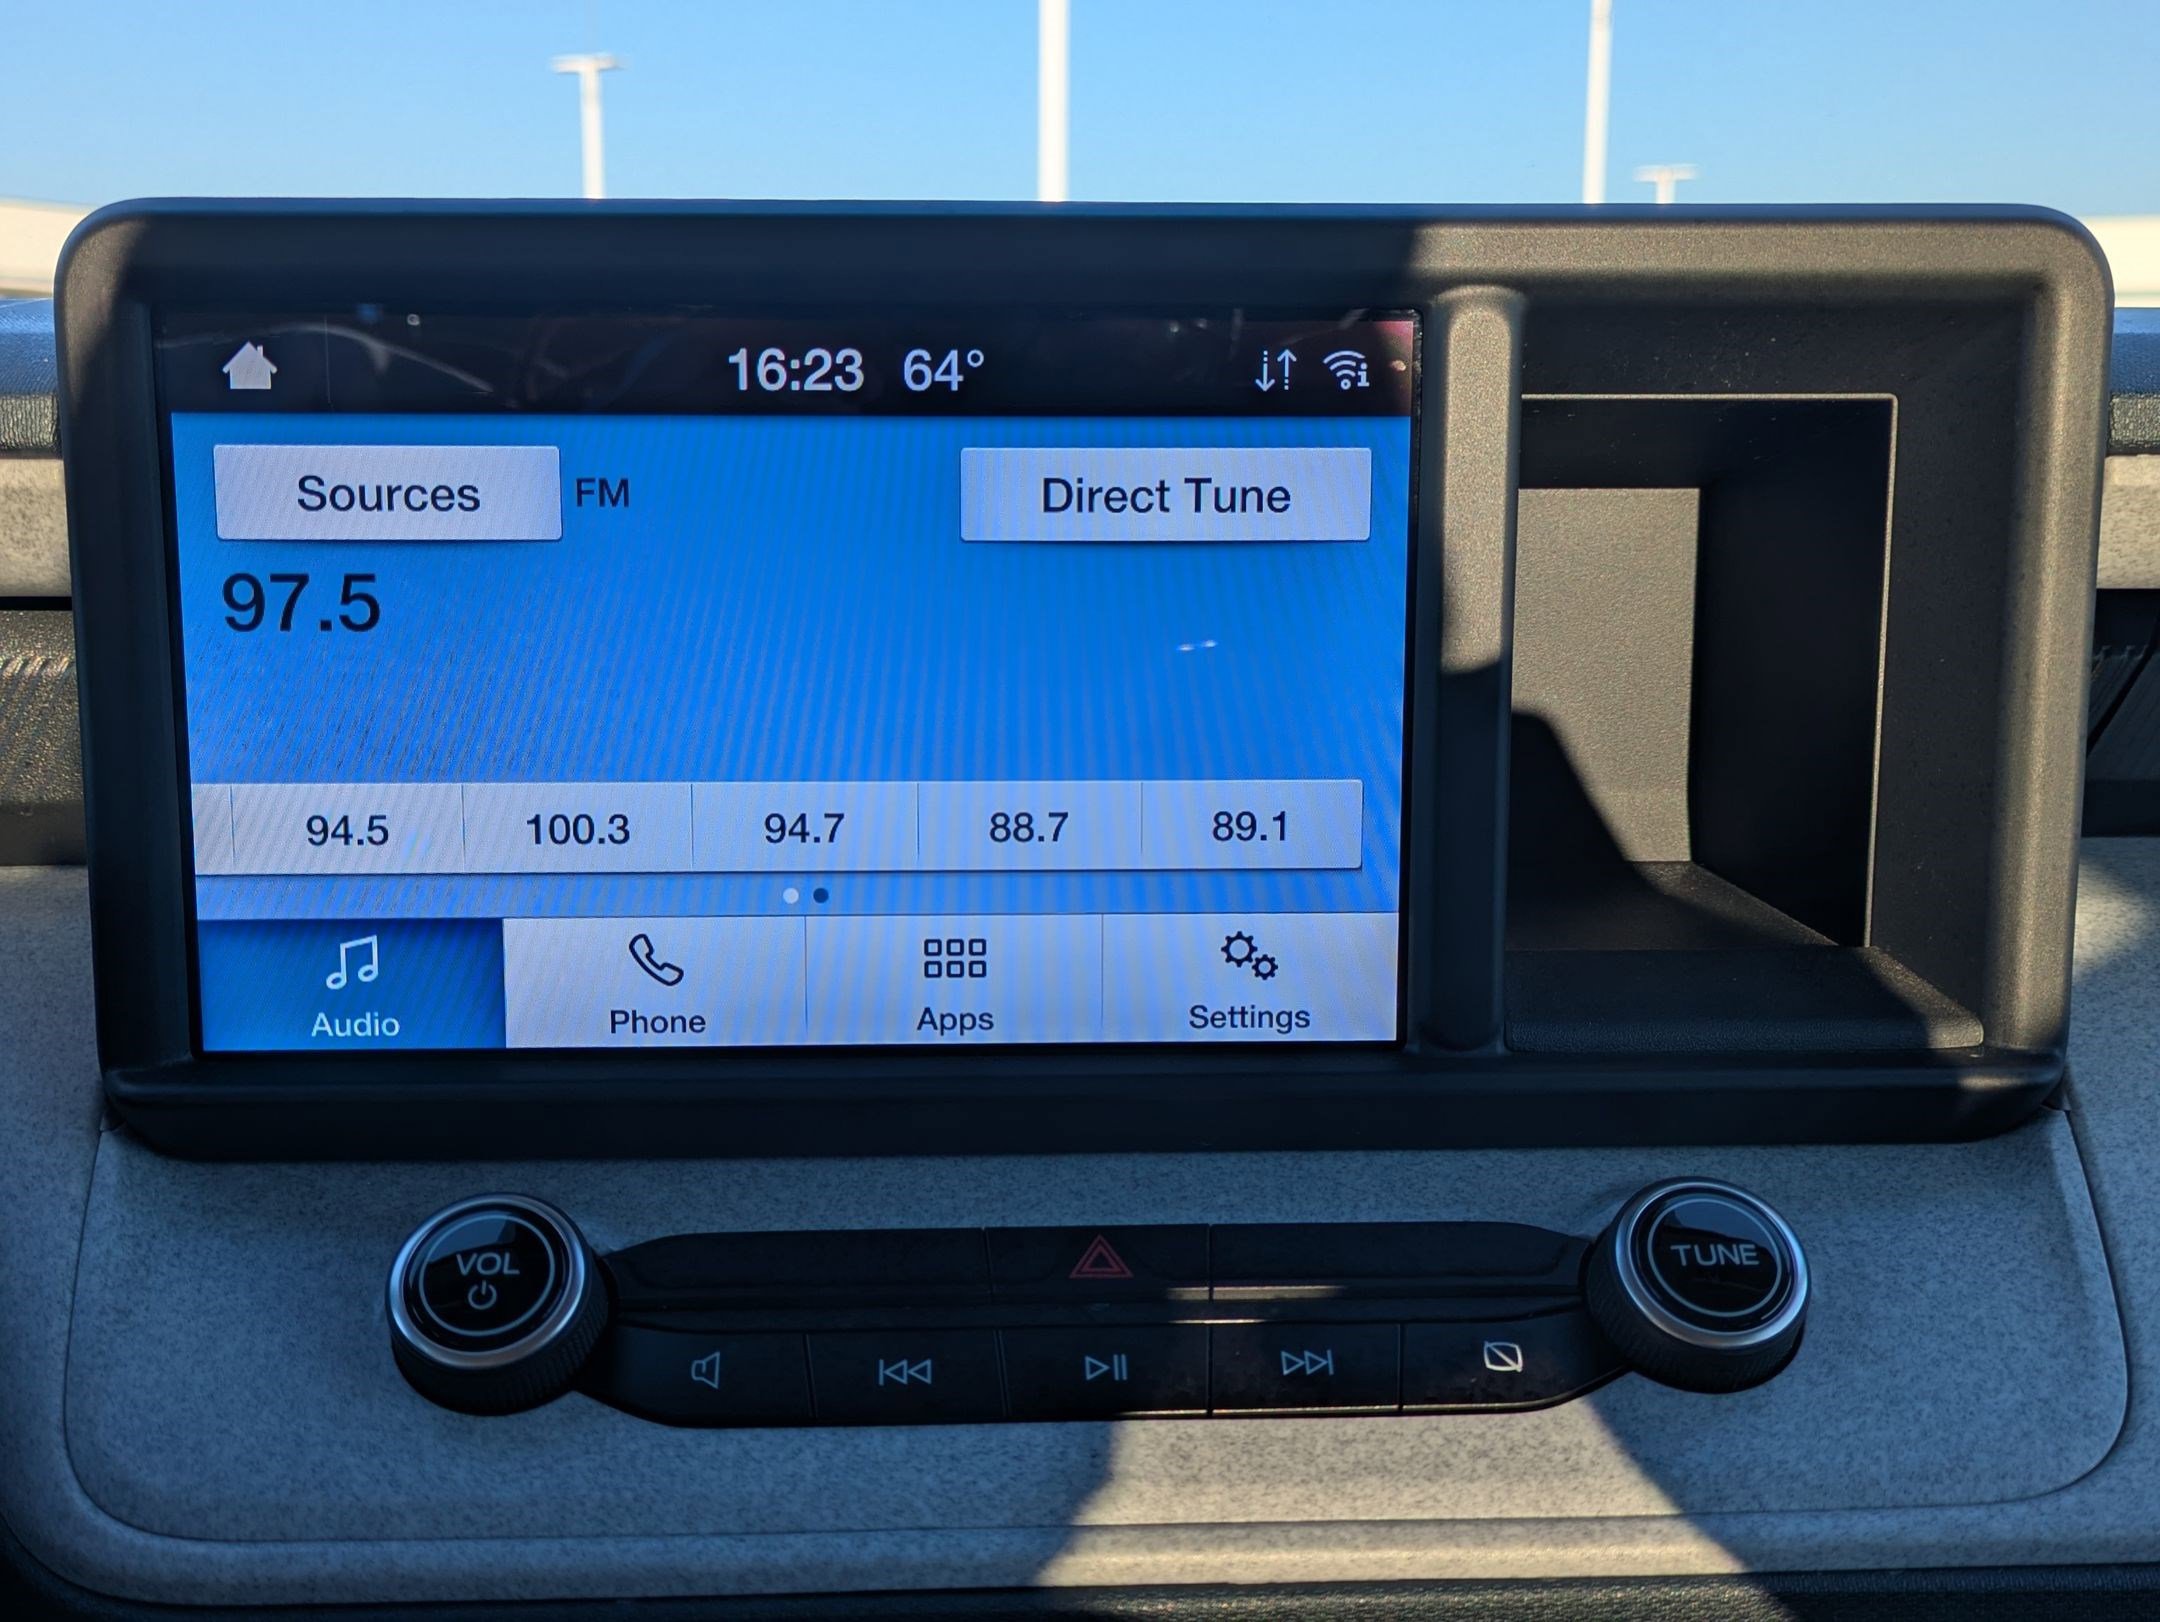 16:23 64°
Sources FM Direct Tune
97.5
94.5 100.3 94.7 88.7 89.1
Audio Phone Apps Settings
VOL TUNE